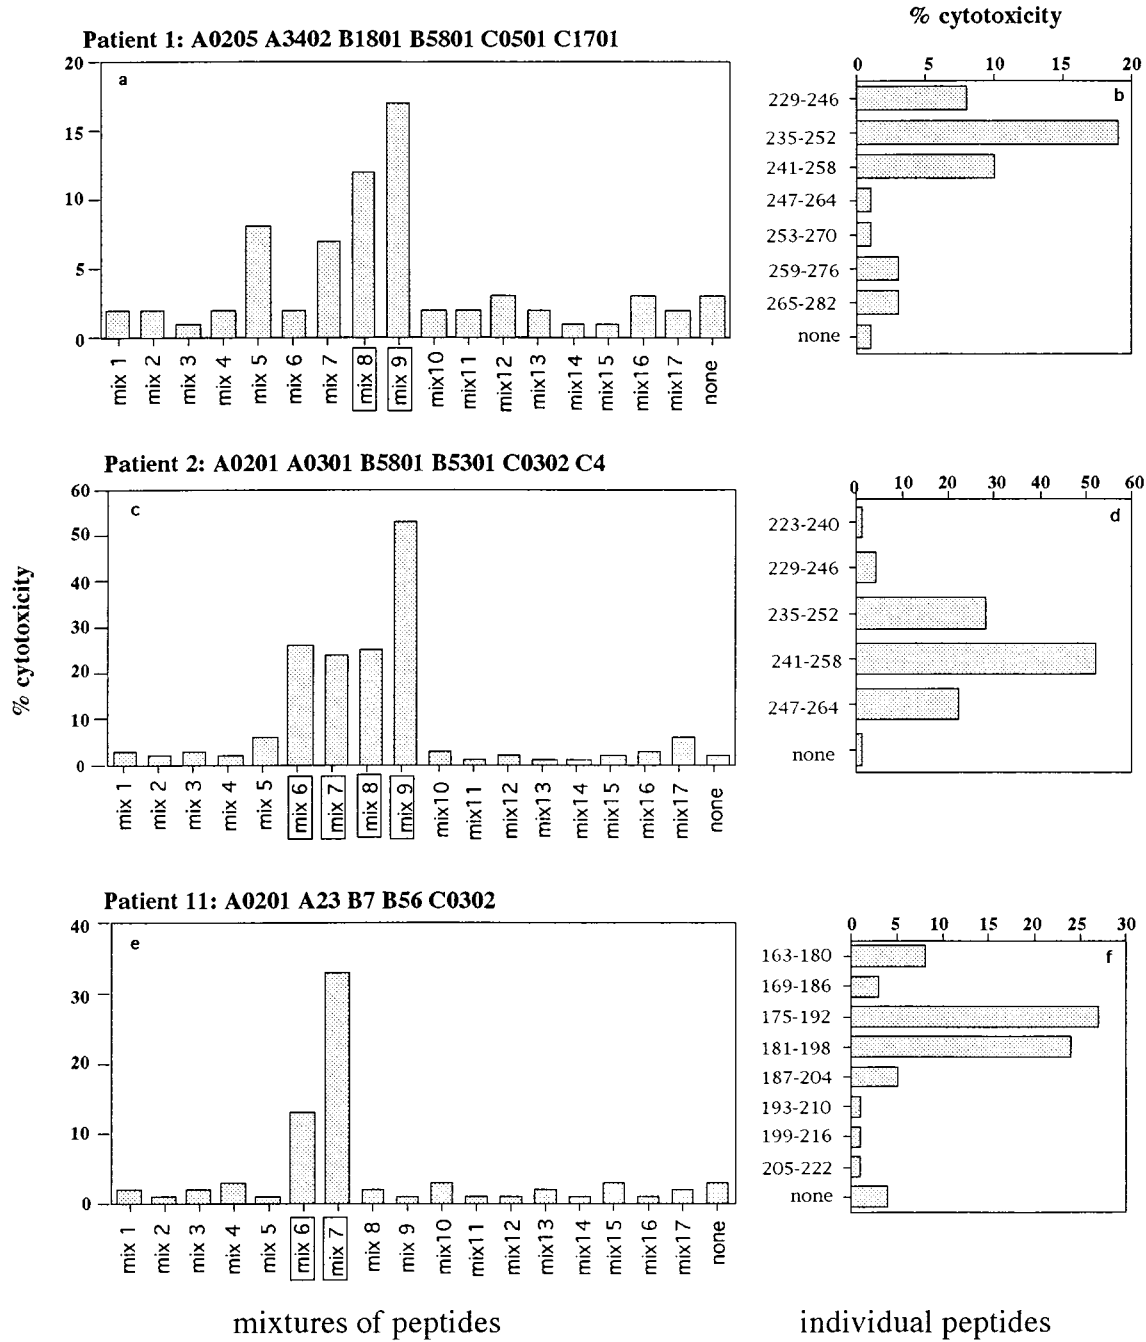 % cytotoxicity
Patient 1: A0205 A3402 B1801 B5801 C0501 C1701
a
20
15
10
5
0
mix 1
mix 2
mix 3
mix 4
mix 5
mix 6
mix 7
mix 8
mix 9
mix10
mix11
mix12
mix13
mix 14
mix 15
mix 16
mix17
none
0 5 10 15 20
b
229-246
235-252
241-258
247-264
253-270
259-276
265-282
none
Patient 2: A0201 A0301 B5801 B5301 C0302 C4
% cytotoxicity
c
60
50
40
30
20
10
0
mix 1
mix 2
mix 3
mix 4
mix 5
mix 6
mix 7
mix 8
mix 9
mix10
mix11
mix12
mix13
mix14
mix15
mix16
mix17
none
0 10 20 30 40 50 60
d
223-240
229-246
235-252
241-258
247-264
none
Patient 11: A0201 A23 B7 B56 C0302
e
40
30
20
10
0
mix 1
mix 2
mix 3
mix 4
mix 5
mix 6
mix 7
mix 8
mix 9
mix10
mix11
mix12
mix13
mix14
mix15
mix16
mix17
none
0 5 10 15 20 25 30
f
163-180
169-186
175-192
181-198
187-204
193-210
199-216
205-222
none
mixtures of peptides
individual peptides